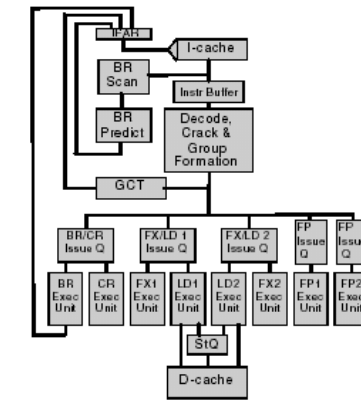 IFAR
I-cache
BR
Scan
Instr Buffer
BR
Predict
Decode,
Crack &
Group
Formation
GCT
BR/CR
Issue Q
FX/LD 1
Issue Q
FX/LD 2
Issue Q
FP
Issue
Q
FP
Issu
Q
BR
Exec
Unit
CR
Exec
Unit
FX1
Exec
Unit
LD1
Exec
Unit
LD2
Exec
Unit
FX2
Exec
Unit
FP1
Exec
Unit
FP2
Exec
Unit
StQ
D-cache